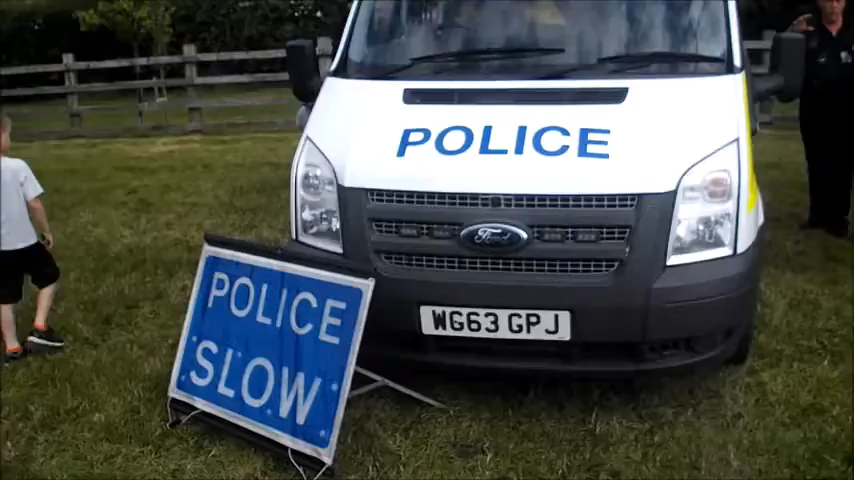 POLICE
Ford
WG63 GPJ
POLICE
SLOW